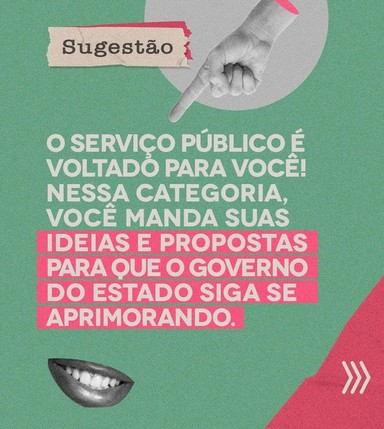 Sugestão
O SERVIÇO PÚBLICO É
VOLTADO PARA VOCÊ!
NESSA CATEGORIA,
VOCÊ MANDA SUAS
IDEIAS E PROPOSTAS
PARA QUE O GOVERNO
DO ESTADO SIGA SE
APRIMORANDO.